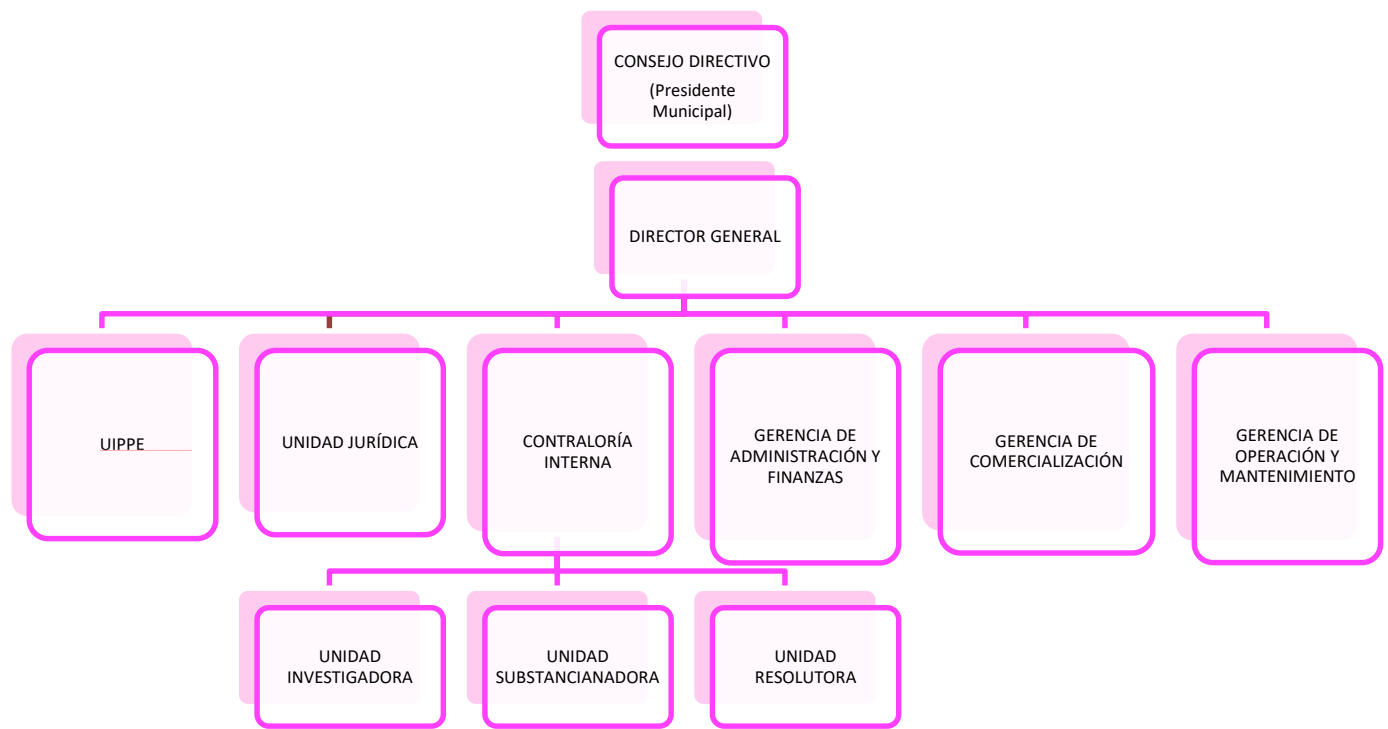 CONSEJO DIRECTIVO
(Presidente
Municipal)
DIRECTOR GENERAL
UIPPE
UNIDAD JURÍDICA
CONTRALORÍA
INTERNA
GERENCIA DE
ADMINISTRACIÓN Y
FINANZAS
GERENCIA DE
COMERCIALIZACIÓN
GERENCIA DE
OPERACIÓN Y
MANTENIMIENTO
UNIDAD
INVESTIGADORA
UNIDAD
SUBSTANCIANADORA
UNIDAD
RESOLUTORA